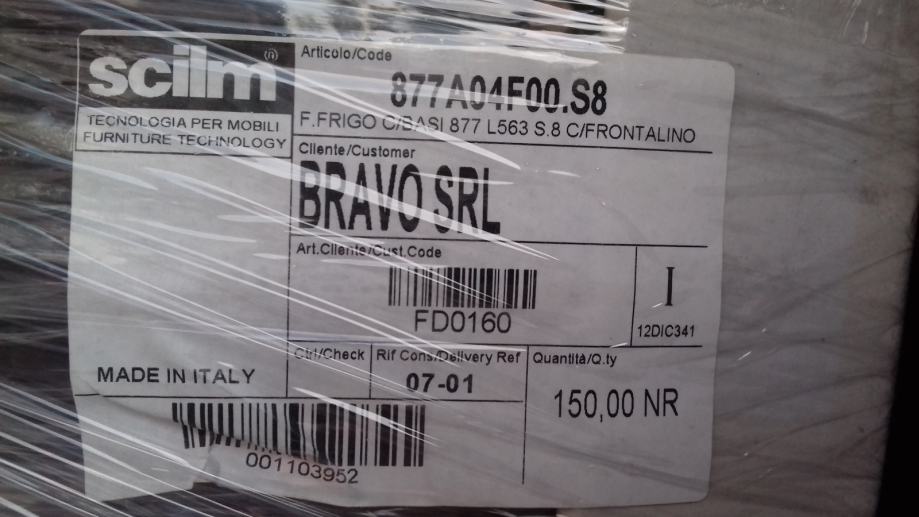 scilm®
TECNOLOGIA PER MOBILI
FURNITURE TECHNOLOGY
Articolo/Code
877A04F00.S8
F.FRIGO C/BASI 877 L563 S.8 C/FRONTALINO
Cliente/Customer
BRAVO SRL
Art.Cliente/Cust.Code
FD0160
I
12DIC341
MADE IN ITALY
Ctrl/Check
Rif Cons/Delivery Ref
07-01
Quantità/Q.ty
150,00 NR
001103952